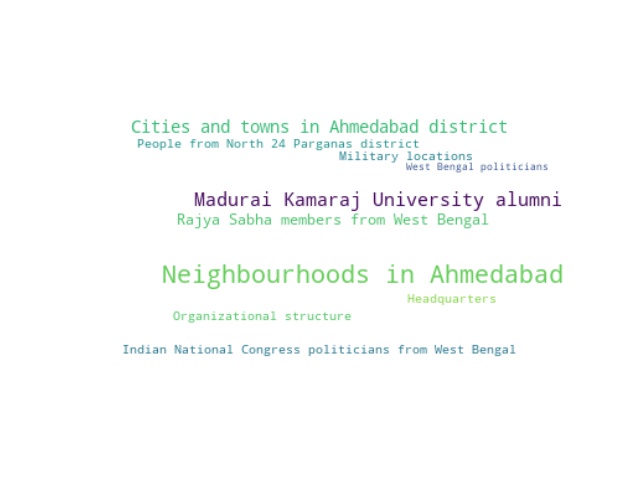 Cities and towns in Ahmedabad district
People from North 24 Parganas district
Military locations
West Bengal politicians
Madurai Kamaraj University alumni
Rajya Sabha members from West Bengal
Neighbourhoods in Ahmedabad
Headquarters
Organizational structure
Indian National Congress politicians from West Bengal